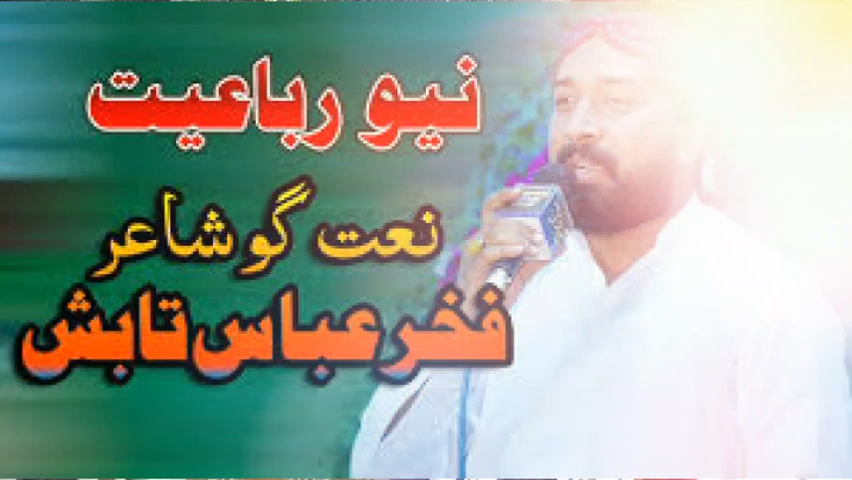 نیو رباعیت
نعت گو شاعر
فخر عباس تابش